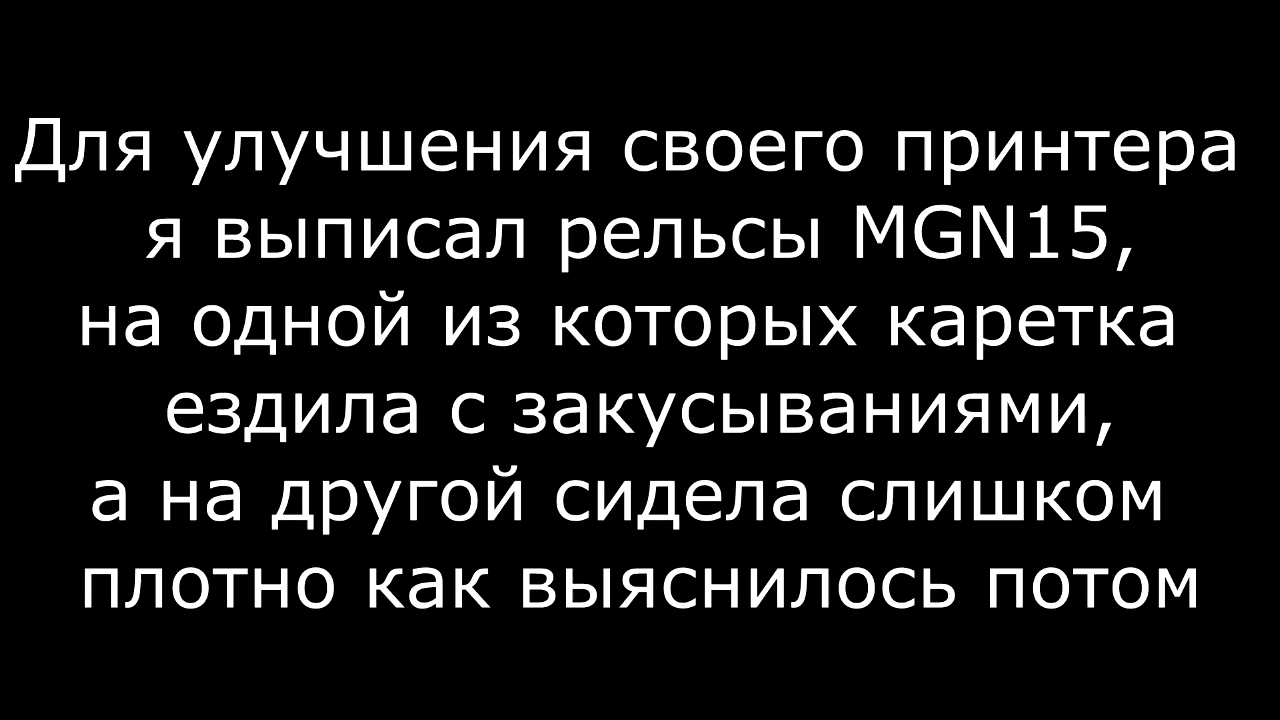 Для улучшения своего принтера
я выписал рельсы MGN15,
на одной из которых каретка
ездила с закусываниями,
а на другой сидела слишком
плотно как выяснилось потом